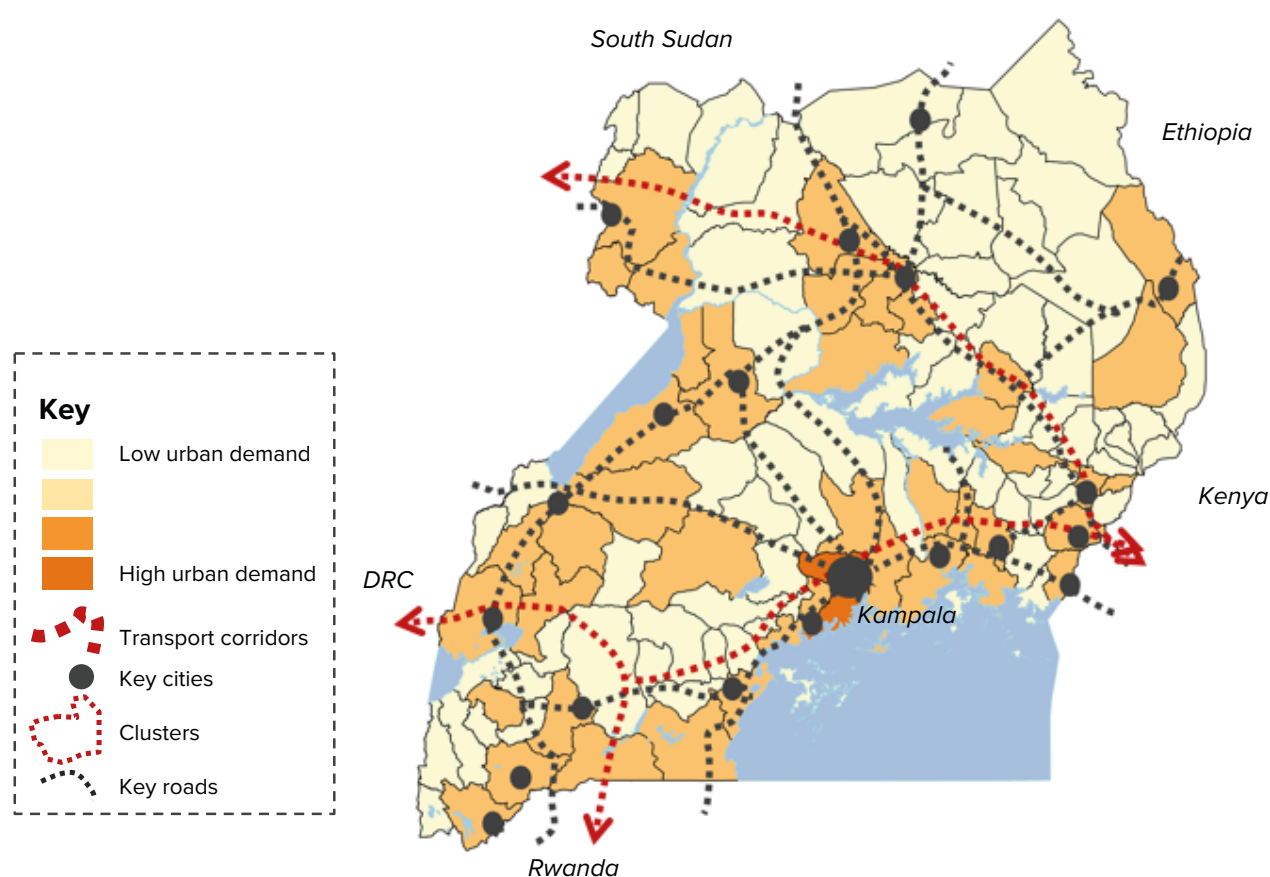 South Sudan
Ethiopia
Key
Low urban demand
Kenya
High urban demand
DRC
Kampala
Transport corridors
Key cities
Clusters
Key roads
Rwanda